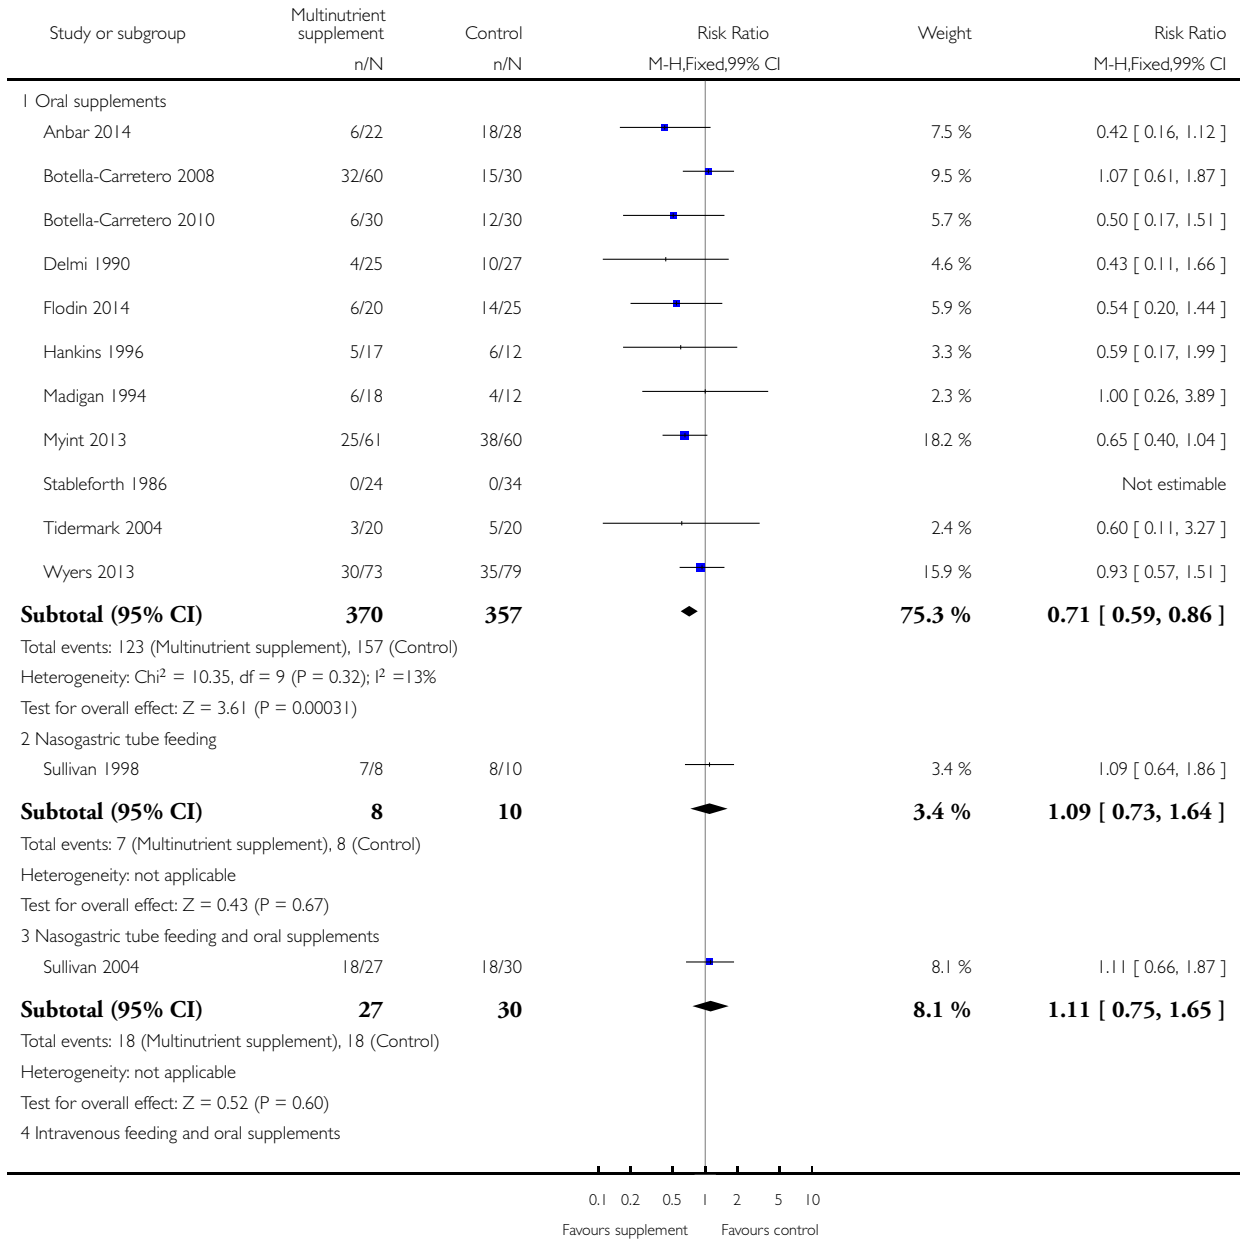 Study or subgroup Multinutrient supplement Control Risk Ratio Weight Risk Ratio
n/N n/N M-H,Fixed,99% CI M-H,Fixed,99% CI
1 Oral supplements
Anbar 2014 6/22 18/28 7.5 % 0.42 [ 0.16, 1.12 ]
Botella-Carretero 2008 32/60 15/30 9.5 % 1.07 [ 0.61, 1.87 ]
Botella-Carretero 2010 6/30 12/30 5.7 % 0.50 [ 0.17, 1.51 ]
Delmi 1990 4/25 10/27 4.6 % 0.43 [ 0.11, 1.66 ]
Flodin 2014 6/20 14/25 5.9 % 0.54 [ 0.20, 1.44 ]
Hankins 1996 5/17 6/12 3.3 % 0.59 [ 0.17, 1.99 ]
Madigan 1994 6/18 4/12 2.3 % 1.00 [ 0.26, 3.89 ]
Myint 2013 25/61 38/60 18.2 % 0.65 [ 0.40, 1.04 ]
Stableforth 1986 0/24 0/34 Not estimable
Tidermark 2004 3/20 5/20 2.4 % 0.60 [ 0.11, 3.27 ]
Wyers 2013 30/73 35/79 15.9 % 0.93 [ 0.57, 1.51 ]
Subtotal (95% CI) 370 357 75.3 % 0.71 [ 0.59, 0.86 ]
Total events: 123 (Multinutrient supplement), 157 (Control)
Heterogeneity: Chi² = 10.35, df = 9 (P = 0.32); I² =13%
Test for overall effect: Z = 3.61 (P = 0.00031)
2 Nasogastric tube feeding
Sullivan 1998 7/8 8/10 3.4 % 1.09 [ 0.64, 1.86 ]
Subtotal (95% CI) 8 10 3.4 % 1.09 [ 0.73, 1.64 ]
Total events: 7 (Multinutrient supplement), 8 (Control)
Heterogeneity: not applicable
Test for overall effect: Z = 0.43 (P = 0.67)
3 Nasogastric tube feeding and oral supplements
Sullivan 2004 18/27 18/30 8.1 % 1.11 [ 0.66, 1.87 ]
Subtotal (95% CI) 27 30 8.1 % 1.11 [ 0.75, 1.65 ]
Total events: 18 (Multinutrient supplement), 18 (Control)
Heterogeneity: not applicable
Test for overall effect: Z = 0.52 (P = 0.60)
4 Intravenous feeding and oral supplements
0.1 0.2 0.5 1 2 5 10
Favours supplement Favours control